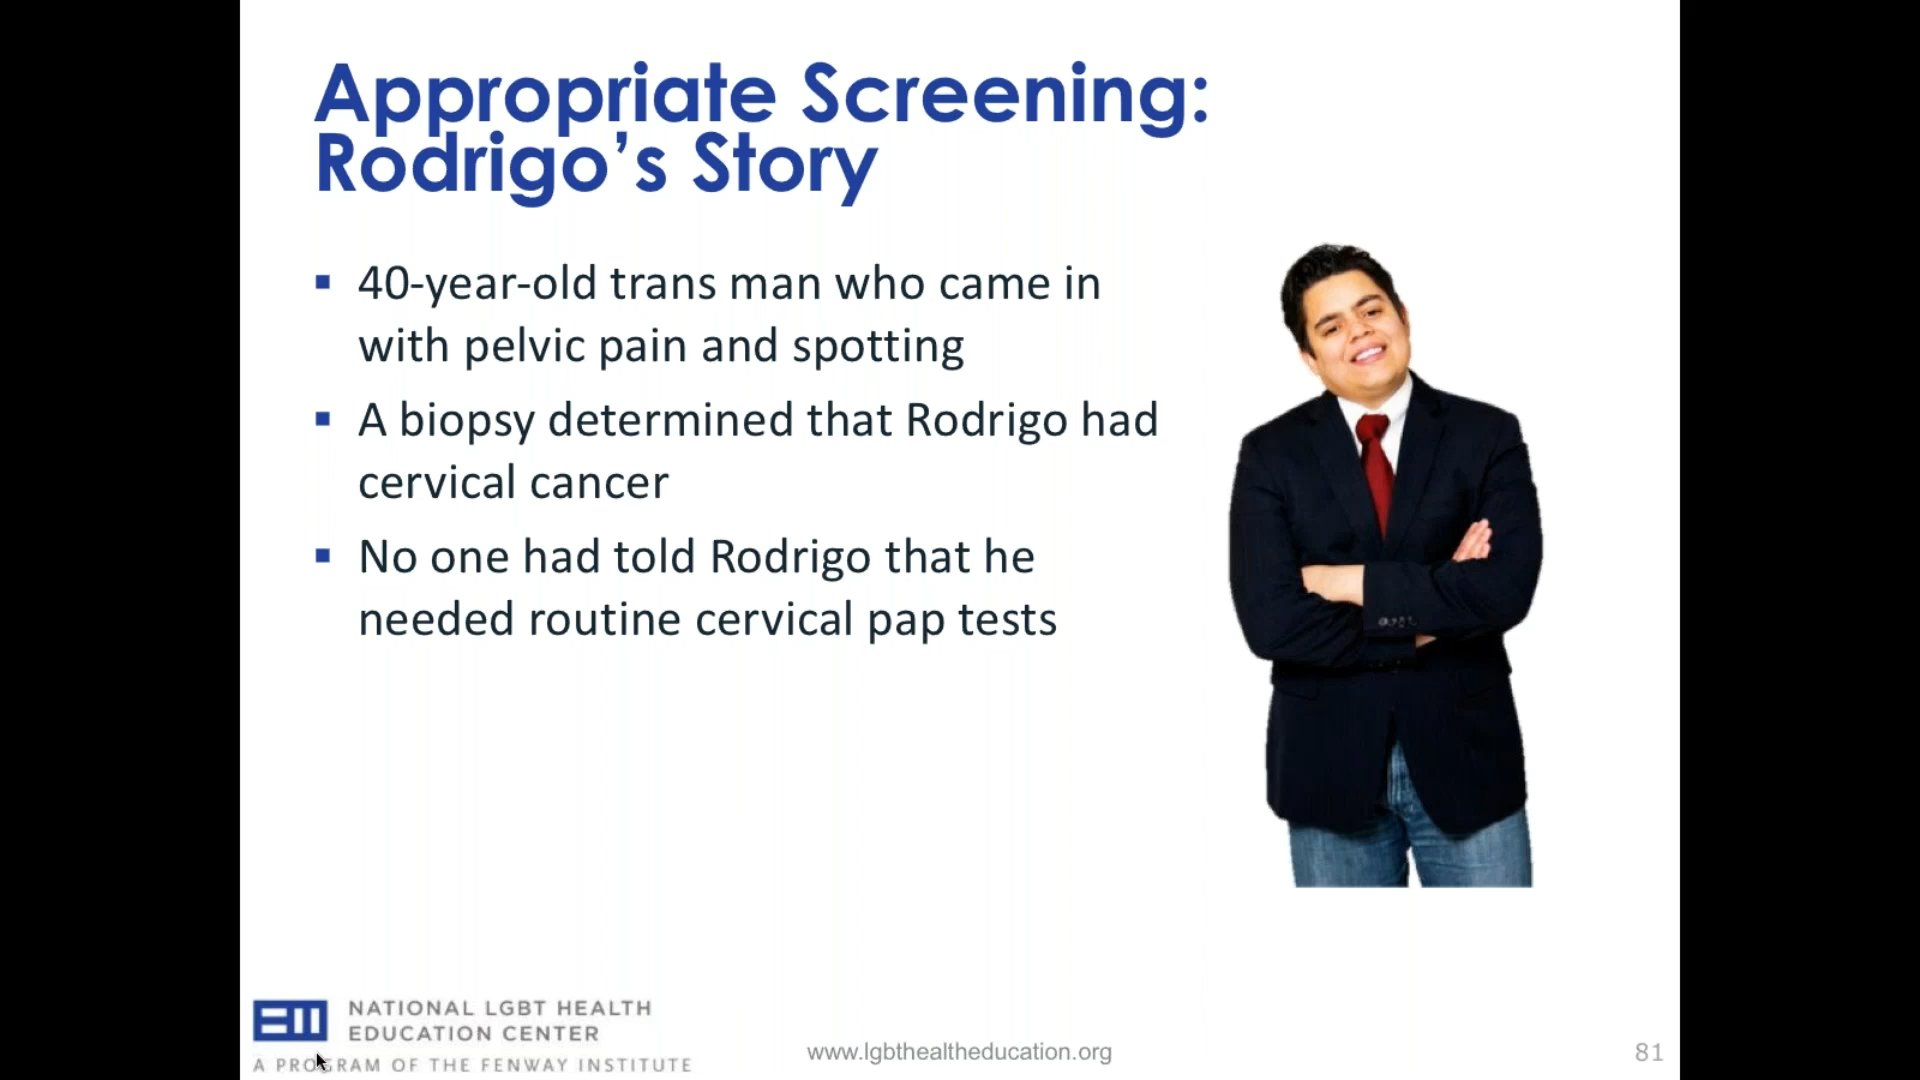 Appropriate Screening:
Rodrigo’s Story
▪ 40-year-old trans man who came in
with pelvic pain and spotting
▪ A biopsy determined that Rodrigo had
cervical cancer
▪ No one had told Rodrigo that he
needed routine cervical pap tests
NATIONAL LGBT HEALTH
EDUCATION CENTER
A PROGRAM OF THE FENWAY INSTITUTE
www.lgbthealtheducation.org
81